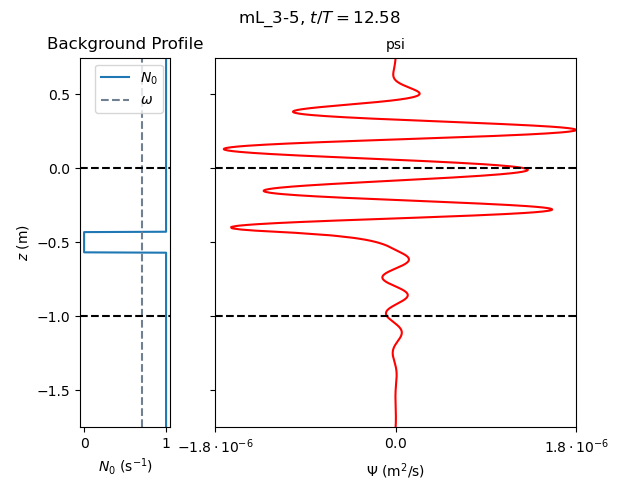 mL_3-5, t/T = 12.58
Background Profile
psi
N₀
ω
0.5
0.0
−0.5
−1.0
−1.5
z (m)
0 1
N₀ (s⁻¹)
−1.8 · 10⁻⁶ 0.0 1.8 · 10⁻⁶
Ψ (m²/s)